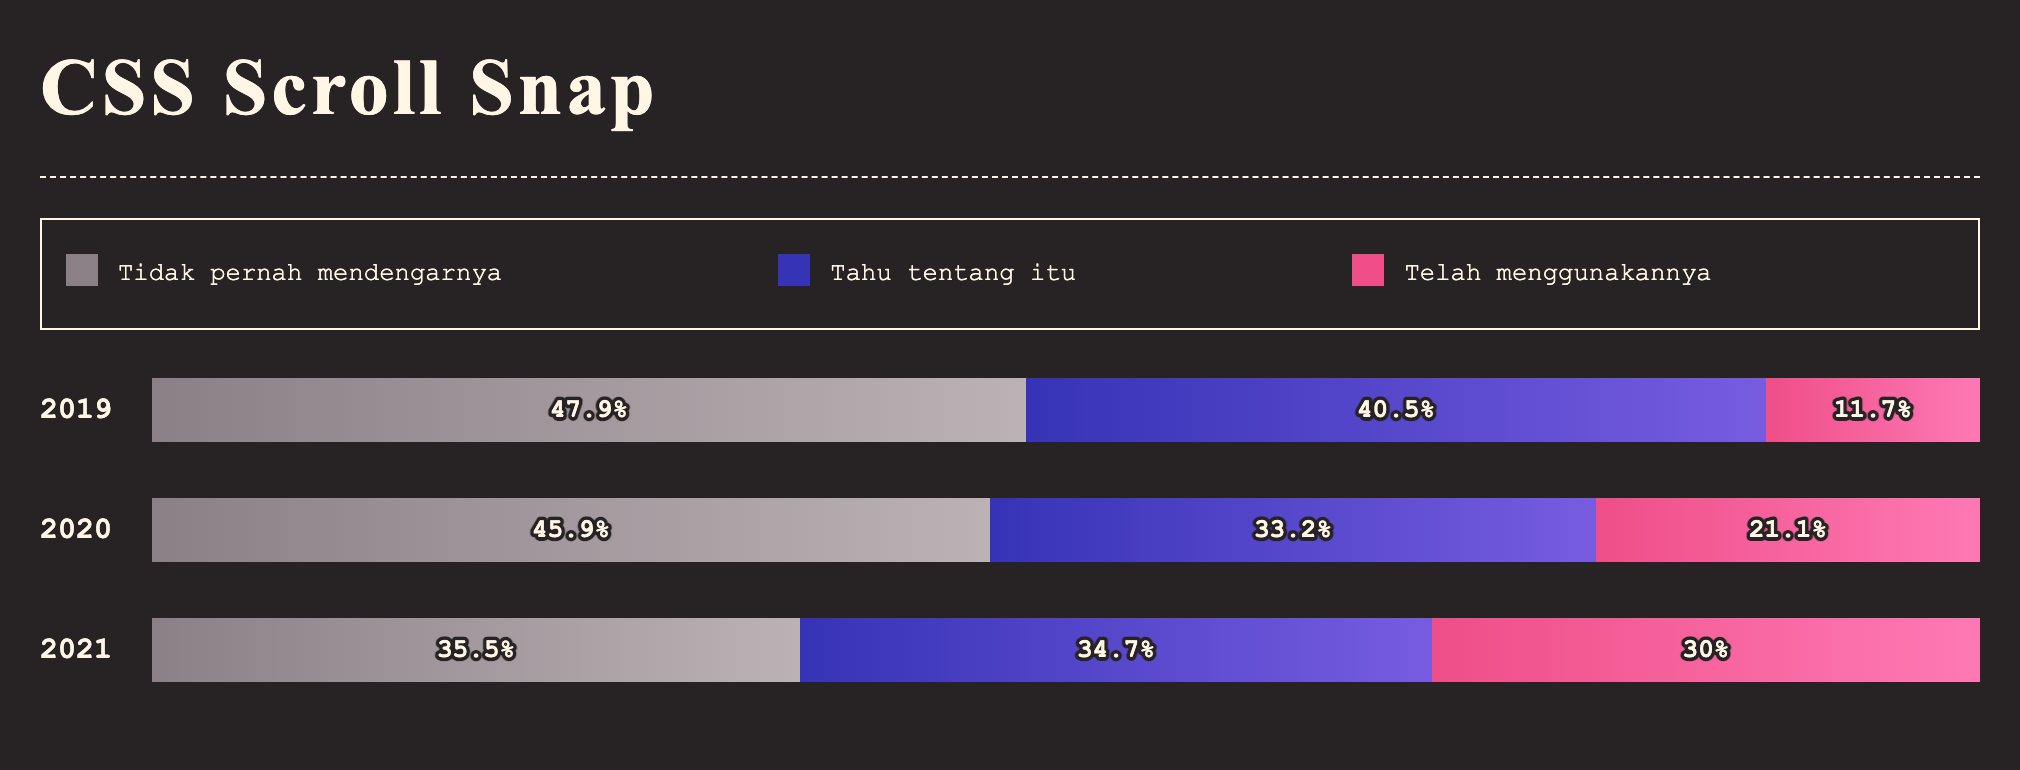 CSS Scroll Snap
Tidak pernah mendengarnya Tahu tentang itu Telah menggunakannya
2019 47.9% 40.5% 11.7%
2020 45.9% 33.2% 21.1%
2021 35.5% 34.7% 30%